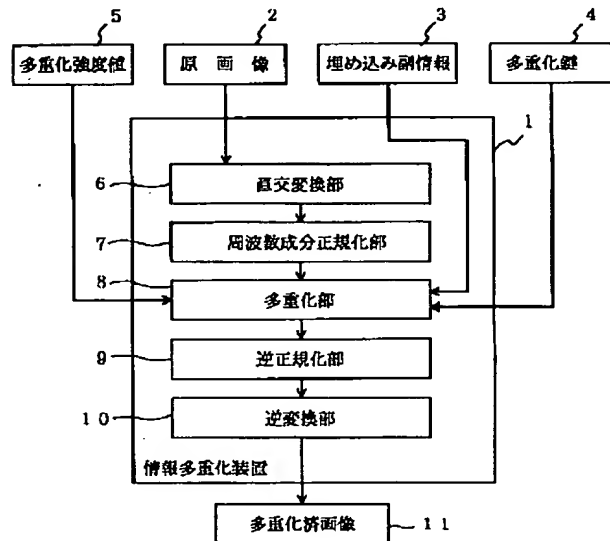 5
2
3
4
多重化強度値
原画像
埋め込み副情報
多重化鍵
1
6
直交変換部
7
周波数成分正規化部
8
多重化部
9
逆正規化部
10
逆変換部
情報多重化装置
多重化済画像
11